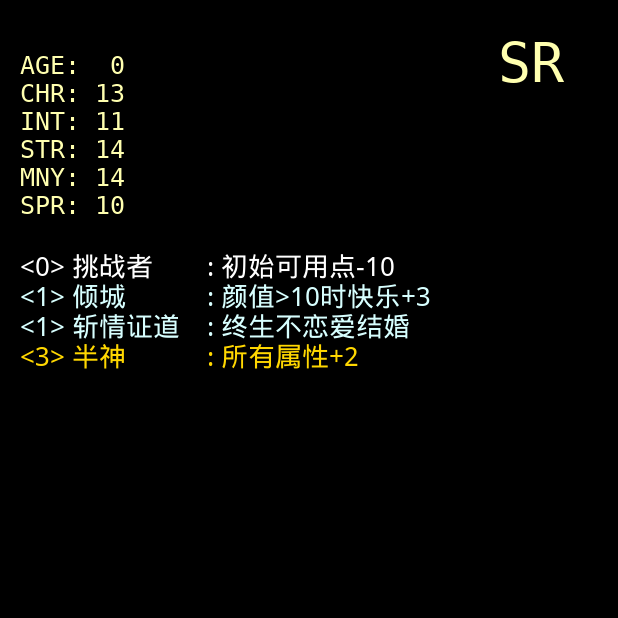 SR
AGE: 0
CHR: 13
INT: 11
STR: 14
MNY: 14
SPR: 10
<0> 挑战者 : 初始可用点-10
<1> 倾城 : 颜值>10时快乐+3
<1> 斩情证道 : 终生不恋爱结婚
<3> 半神 : 所有属性+2